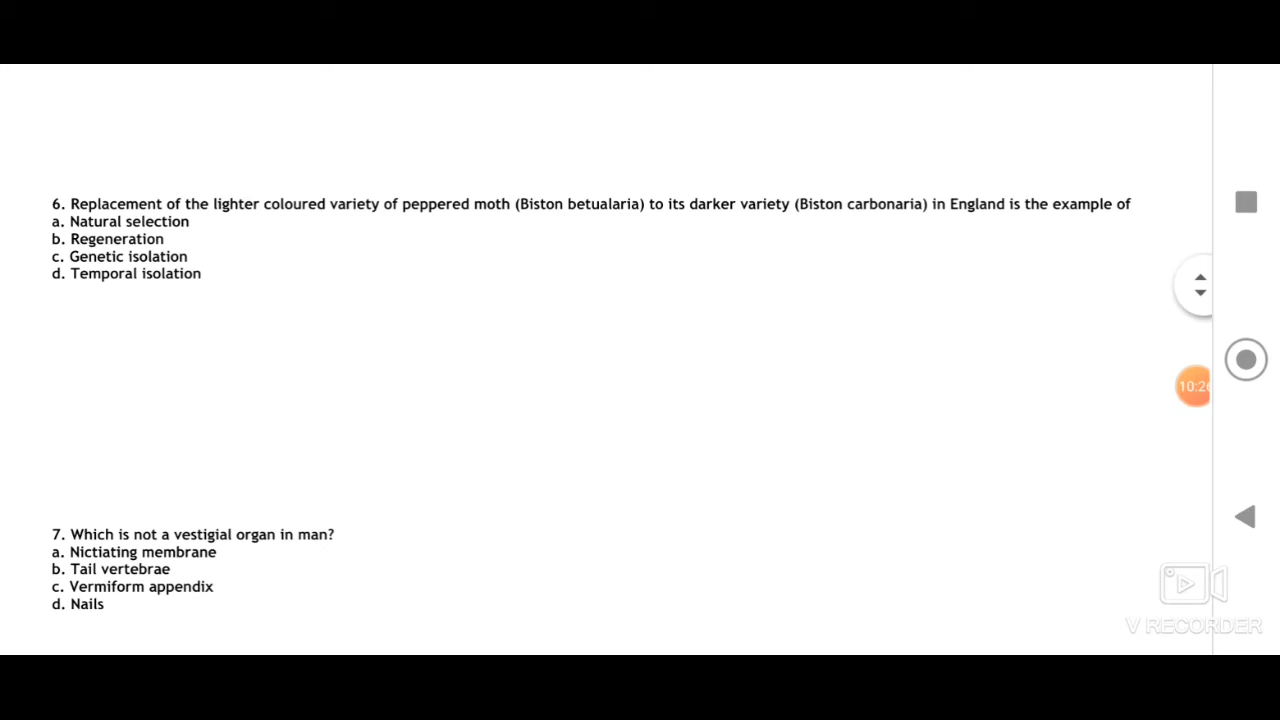 6. Replacement of the lighter coloured variety of peppered moth (Biston betualaria) to its darker variety (Biston carbonaria) in England is the example of
a. Natural selection
b. Regeneration
c. Genetic isolation
d. Temporal isolation
10:26
7. Which is not a vestigial organ in man?
a. Nictiating membrane
b. Tail vertebrae
c. Vermiform appendix
d. Nails
V RECORDER